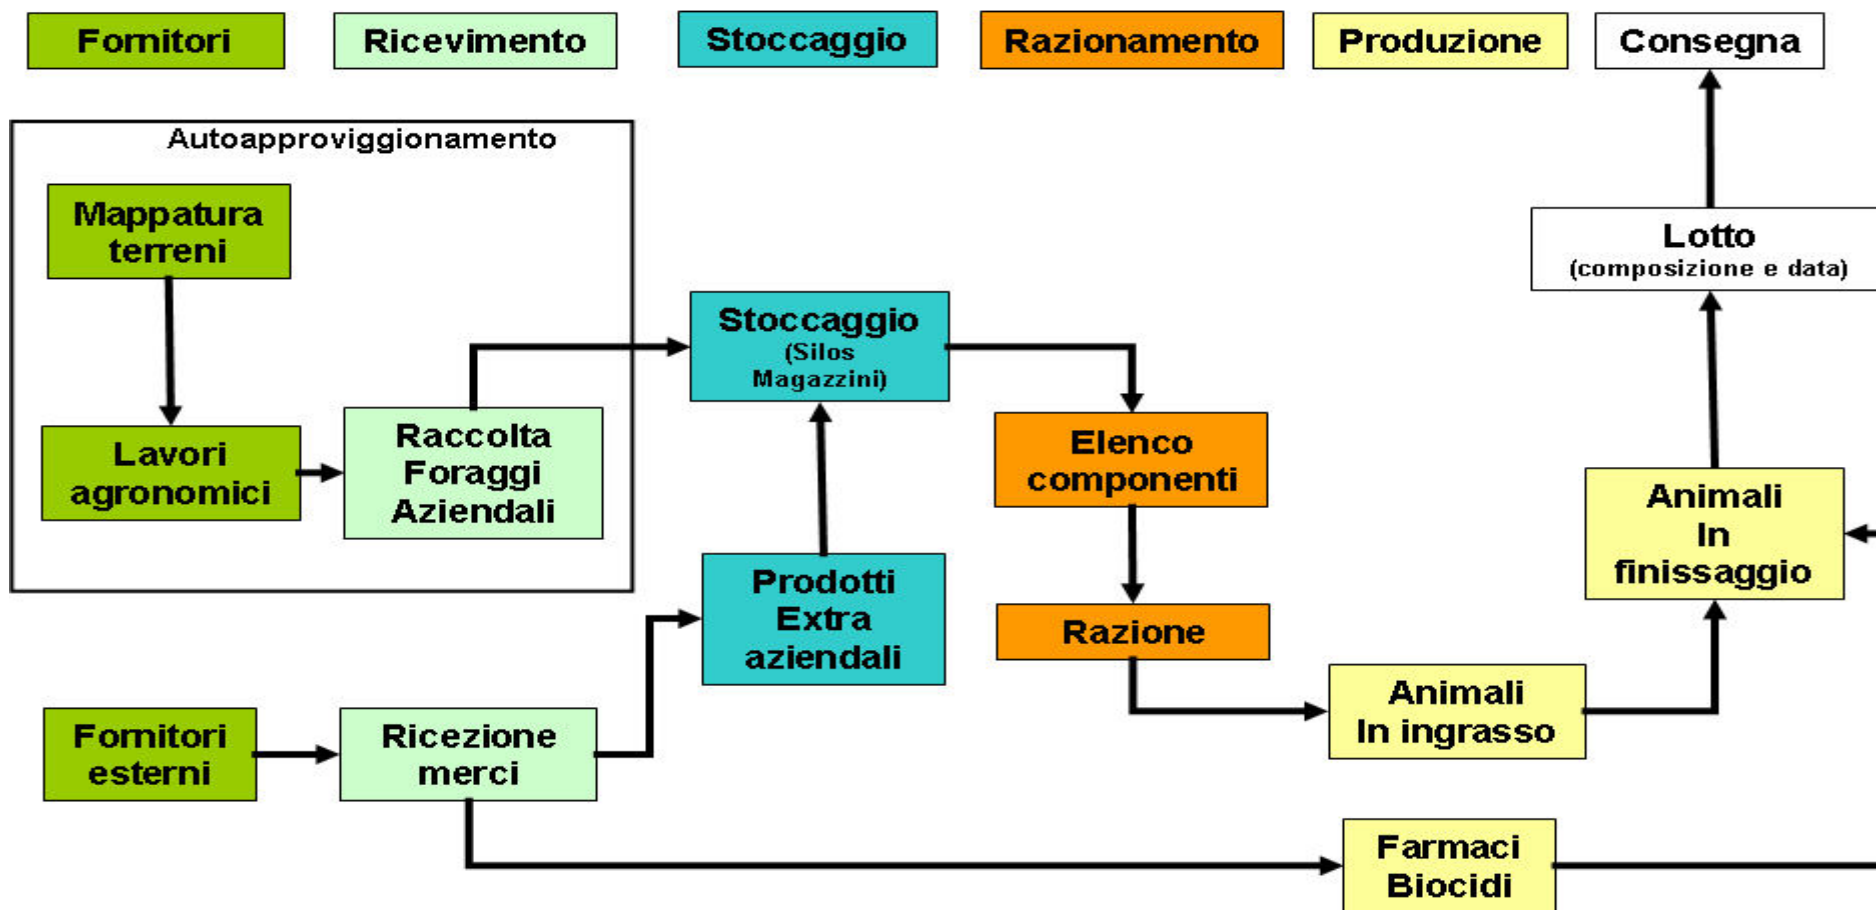 Fornitori
Ricevimento
Stoccaggio
Razionamento
Produzione
Consegna
Autoapproviggionamento
Mappatura
terreni
Lavori
agronomici
Raccolta
Foraggi
Aziendali
Stoccaggio
(Silos
Magazzini)
Prodotti
Extra
aziendali
Fornitori
esterni
Ricezione
merci
Elenco
componenti
Razione
Animali
In ingrasso
Farmaci
Biocidi
Animali
In
finissaggio
Lotto
(composizione e data)